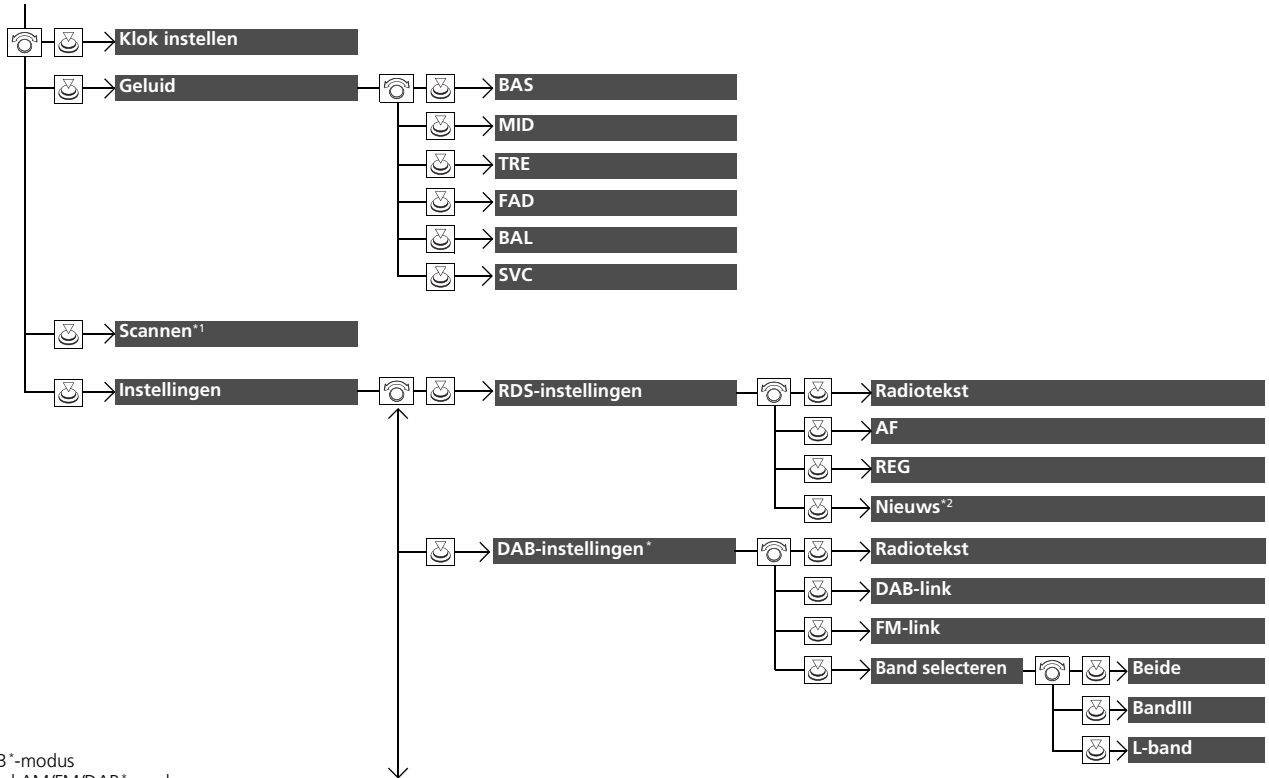 Klok instellen
Geluid
BAS
MID
TRE
FAD
BAL
SVC
Scannen*1
Instellingen
RDS-instellingen
Radiotekst
AF
REG
Nieuws*2
DAB-instellingen*
Radiotekst
DAB-link
FM-link
Band selecteren
Beide
BandIII
L-band
*-modus